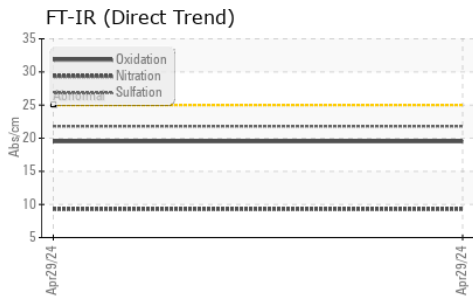 FT-IR (Direct Trend)
35
30
25
20
15
10
5
Abs/cm
Oxidation
Nitration
Sulfation
Abnormal
Apr29/24
Apr29/24